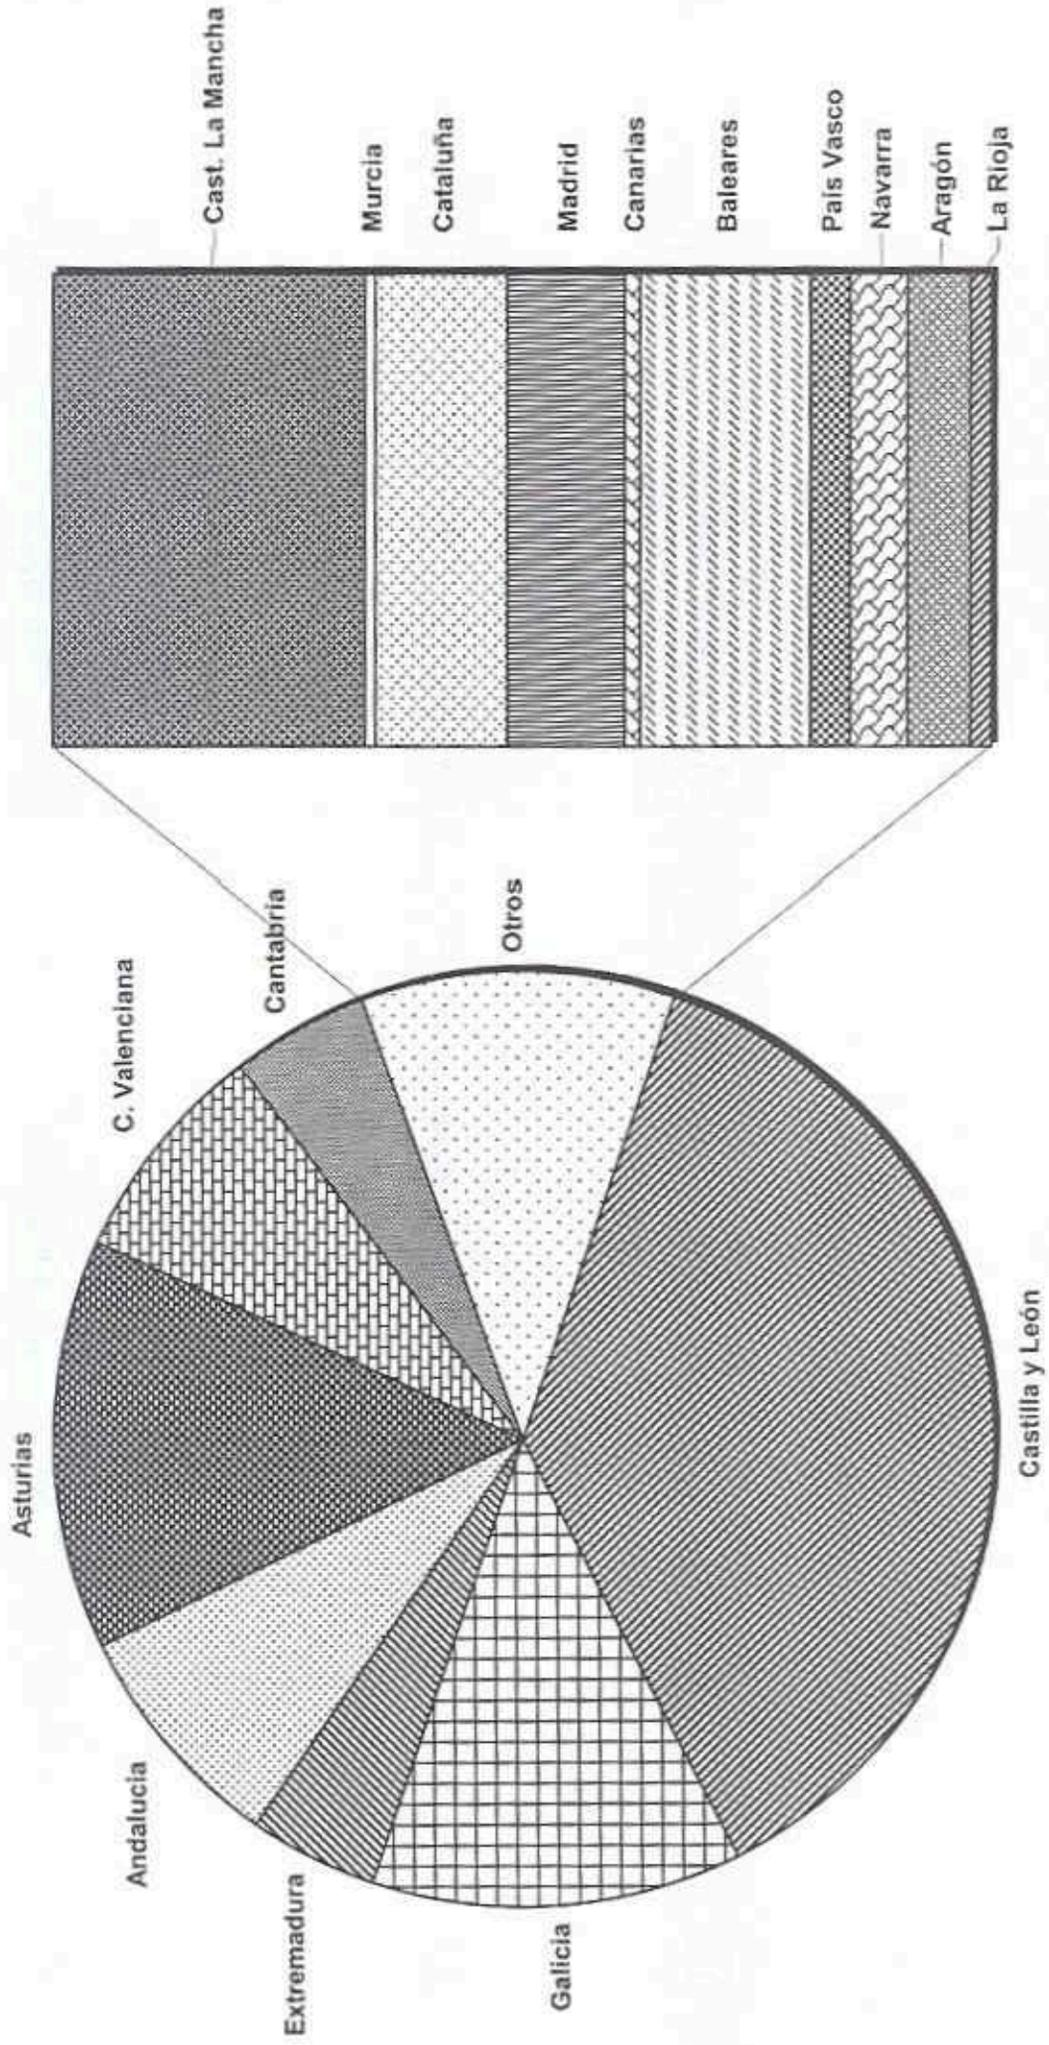 Asturias
C. Valenciana
Cantabria
Otros
Andalucia
Extremadura
Galicia
Castilla y León
Cast. La Mancha
Murcia
Cataluña
Madrid
Canarias
Baleares
País Vasco
Navarra
Aragón
La Rioja